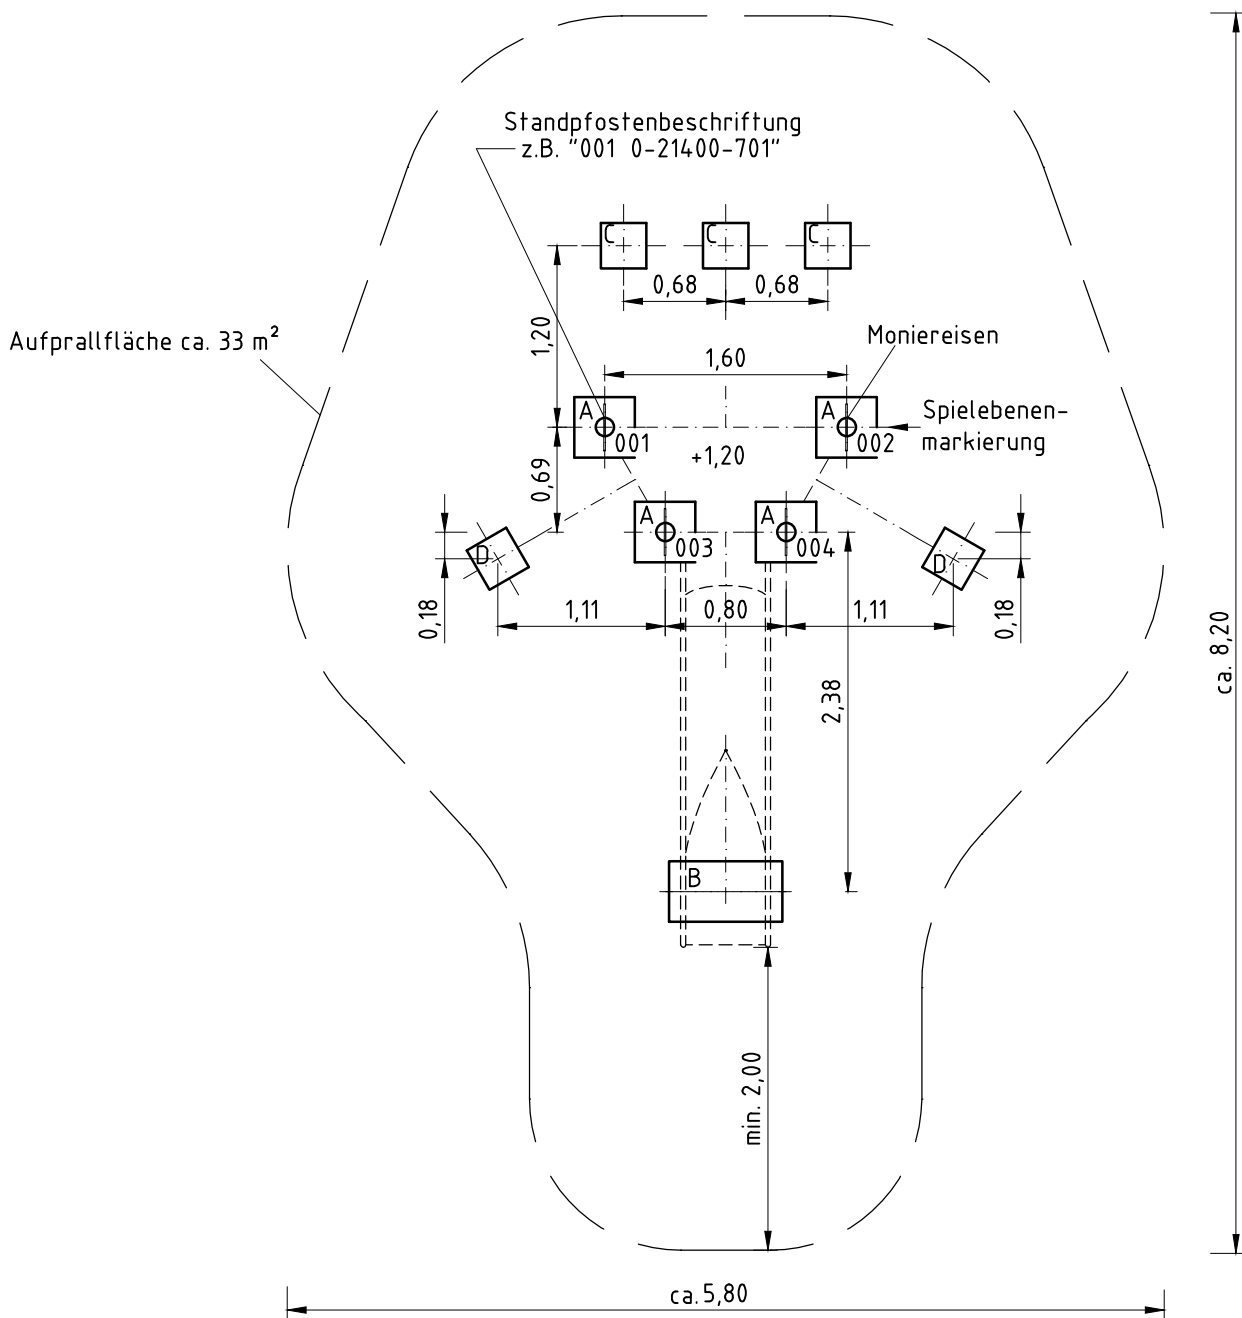 Standpfostenbeschriftung
z.B. "001 0-21400-701"
C C C
0,68 0,68
Aufprallfläche ca. 33 m²
1,20
1,60
Moniereisen
A A
001 002
Spielebenen-
markierung
+1,20
0,69
A A
003 004
D D
0,18
1,11 0,80 1,11
0,18
2,38
ca. 8,20
B
min. 2,00
ca. 5,80